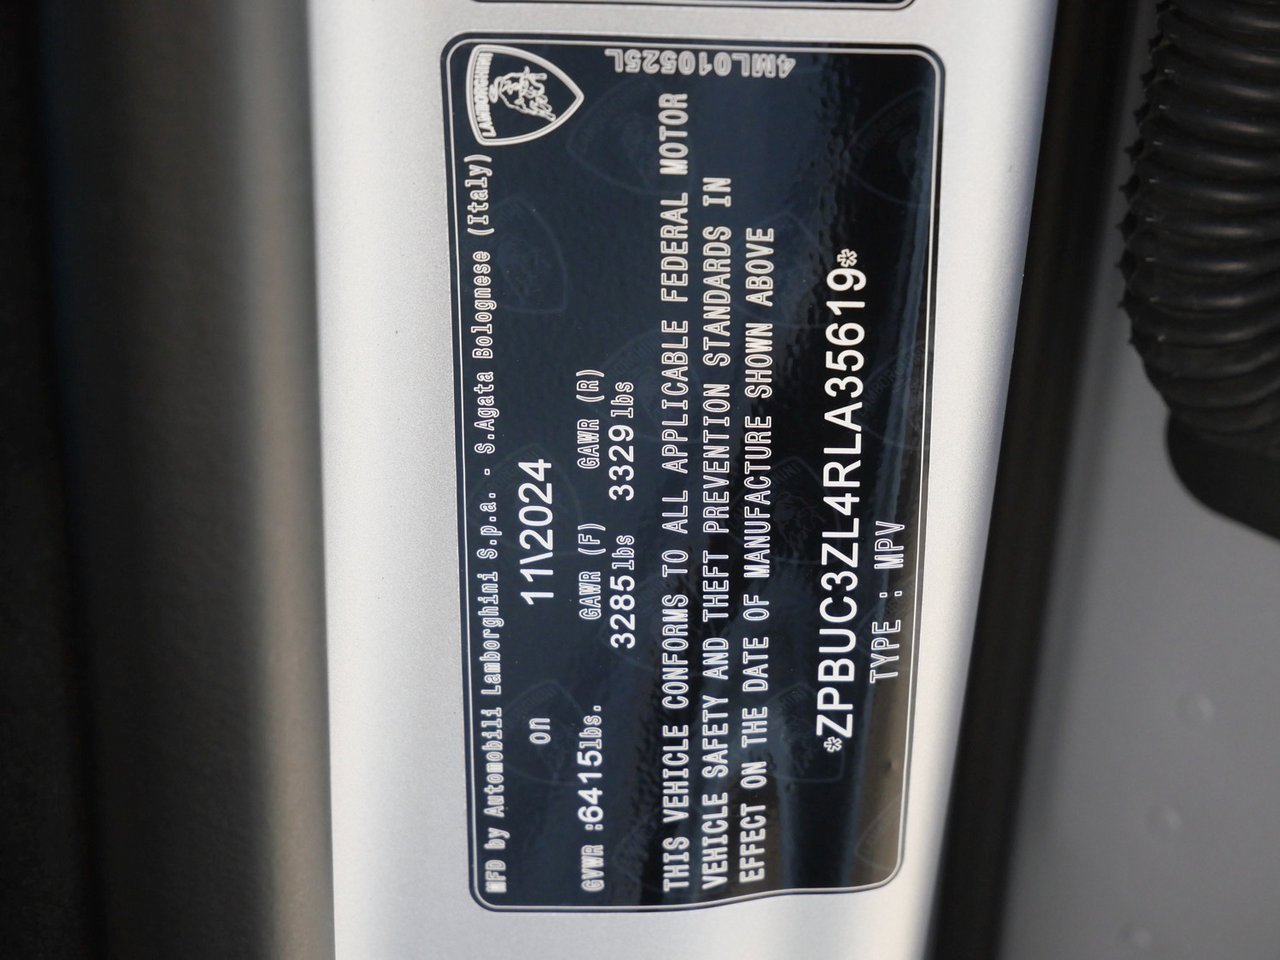 LAMBORGHINI
MFD by Automobili Lamborghini S.p.a. - S.Agata Bolognese (Italy)
on 11\2024
GVWR :6415lbs. GAWR (F) GAWR (R)
3285lbs 3329lbs
THIS VEHICLE CONFORMS TO ALL APPLICABLE FEDERAL MOTOR
VEHICLE SAFETY AND THEFT PREVENTION STANDARDS IN
EFFECT ON THE DATE OF MANUFACTURE SHOWN ABOVE
*ZPBUC3ZL4RLA35619*
TYPE : MPV
4ML010525L